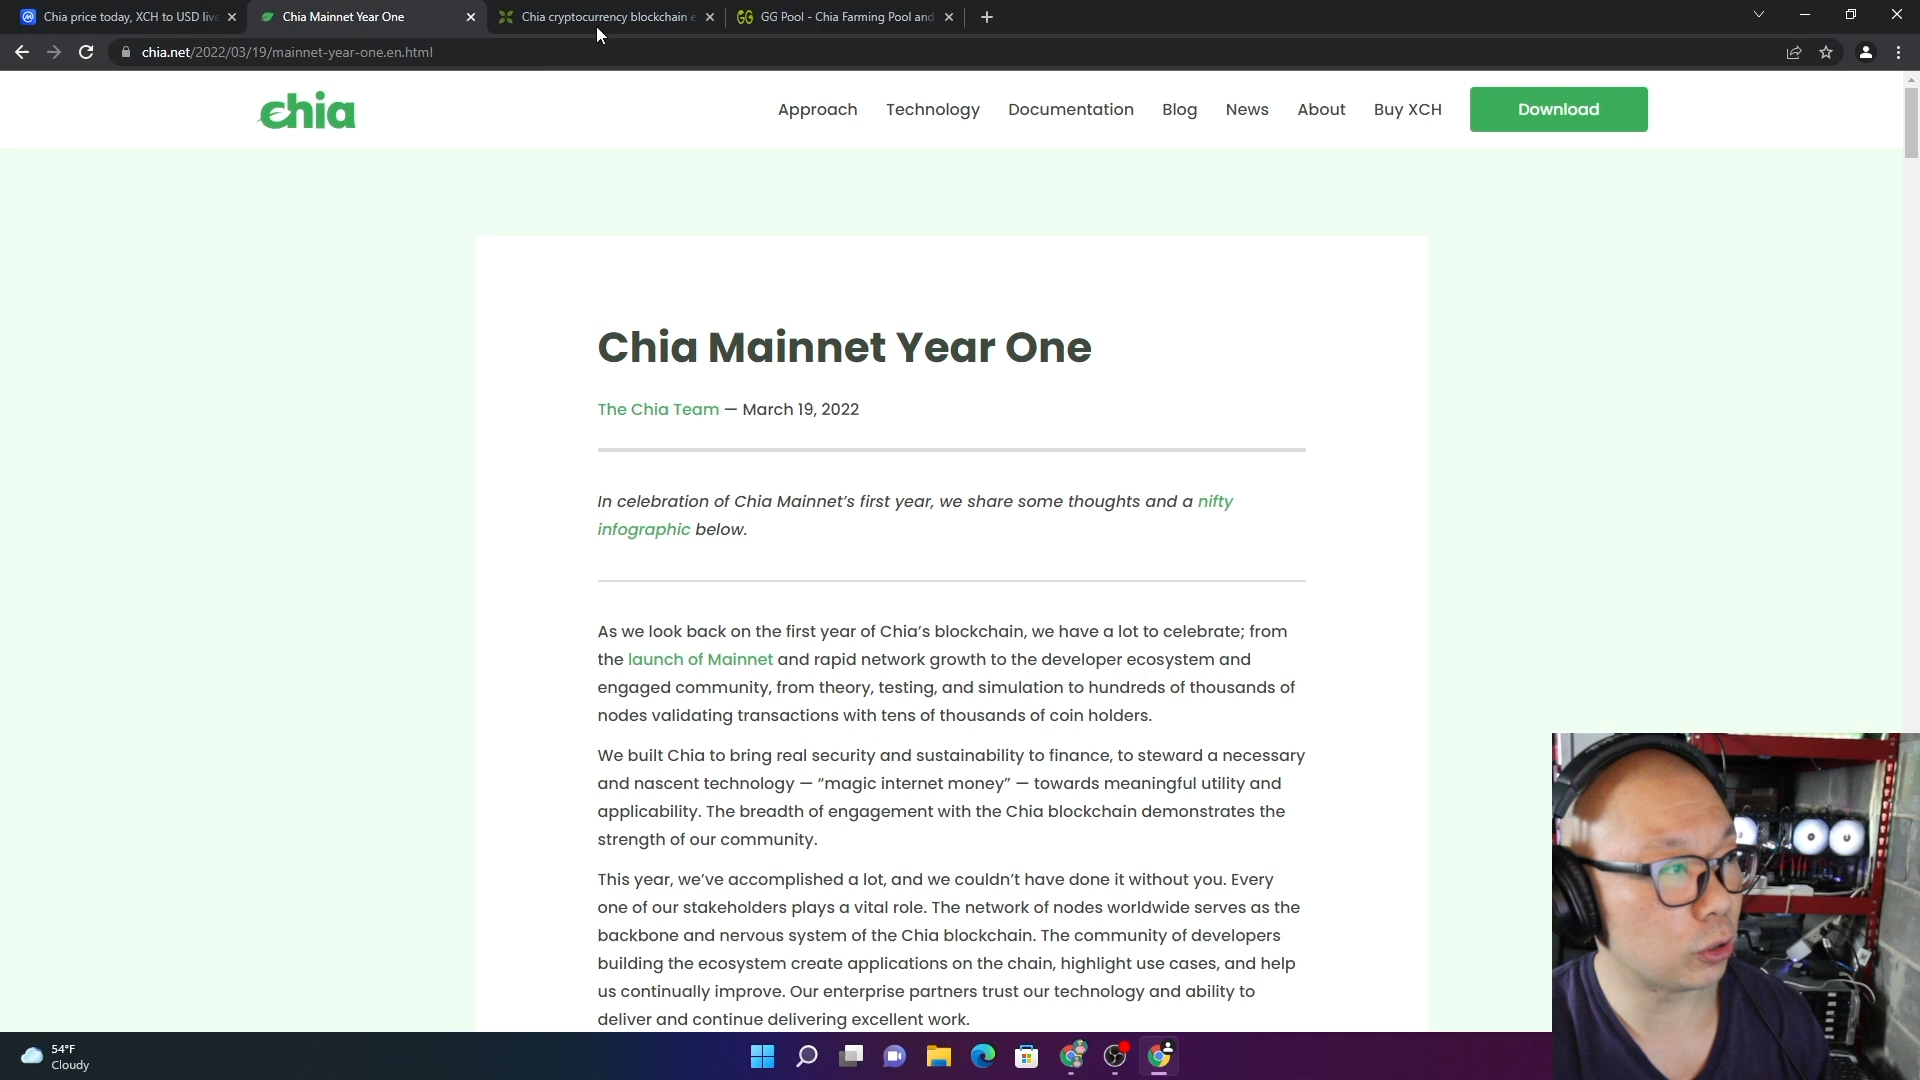 Chia price today, XCH to USD live
Chia Mainnet Year One
Chia cryptocurrency blockchain e
GG Pool - Chia Farming Pool and
chia.net/2022/03/19/mainnet-year-one.en.html
chia
Approach
Technology
Documentation
Blog
News
About
Buy XCH
Download
Chia Mainnet Year One
The Chia Team — March 19, 2022
In celebration of Chia Mainnet’s first year, we share some thoughts and a nifty
infographic below.
As we look back on the first year of Chia’s blockchain, we have a lot to celebrate; from
the launch of Mainnet and rapid network growth to the developer ecosystem and
engaged community, from theory, testing, and simulation to hundreds of thousands of
nodes validating transactions with tens of thousands of coin holders.
We built Chia to bring real security and sustainability to finance, to steward a necessary
and nascent technology — “magic internet money” — towards meaningful utility and
applicability. The breadth of engagement with the Chia blockchain demonstrates the
strength of our community.
This year, we’ve accomplished a lot, and we couldn’t have done it without you. Every
one of our stakeholders plays a vital role. The network of nodes worldwide serves as the
backbone and nervous system of the Chia blockchain. The community of developers
building the ecosystem create applications on the chain, highlight use cases, and help
us continually improve. Our enterprise partners trust our technology and ability to
deliver and continue delivering excellent work.
54°F
Cloudy